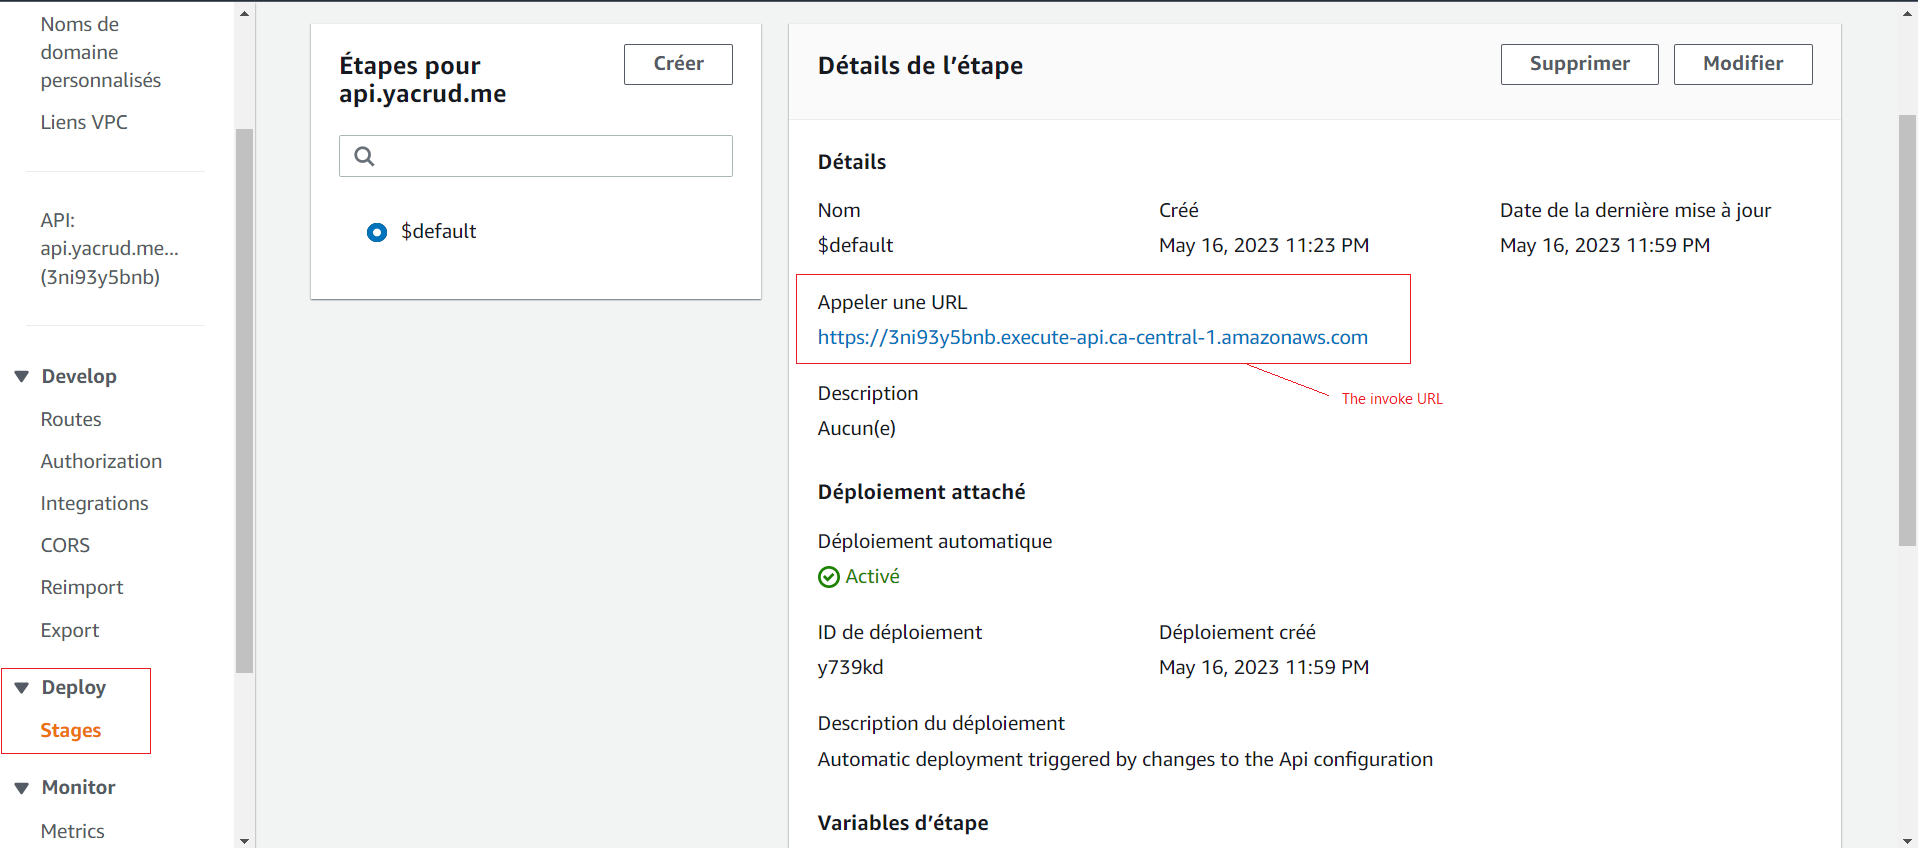 Noms de
domaine
personnalisés
Liens VPC
API:
api.yacrud.me...
(3ni93y5bnb)
Develop
Routes
Authorization
Integrations
CORS
Reimport
Export
Deploy
Stages
Monitor
Metrics
Étapes pour
api.yacrud.me
Créer
$default
Détails de l’étape
Supprimer
Modifier
Détails
Nom
$default
Créé
May 16, 2023 11:23 PM
Date de la dernière mise à jour
May 16, 2023 11:59 PM
Appeler une URL
https://3ni93y5bnb.execute-api.ca-central-1.amazonaws.com
The invoke URL
Description
Aucun(e)
Déploiement attaché
Déploiement automatique
Activé
ID de déploiement
y739kd
Déploiement créé
May 16, 2023 11:59 PM
Description du déploiement
Automatic deployment triggered by changes to the Api configuration
Variables d’étape